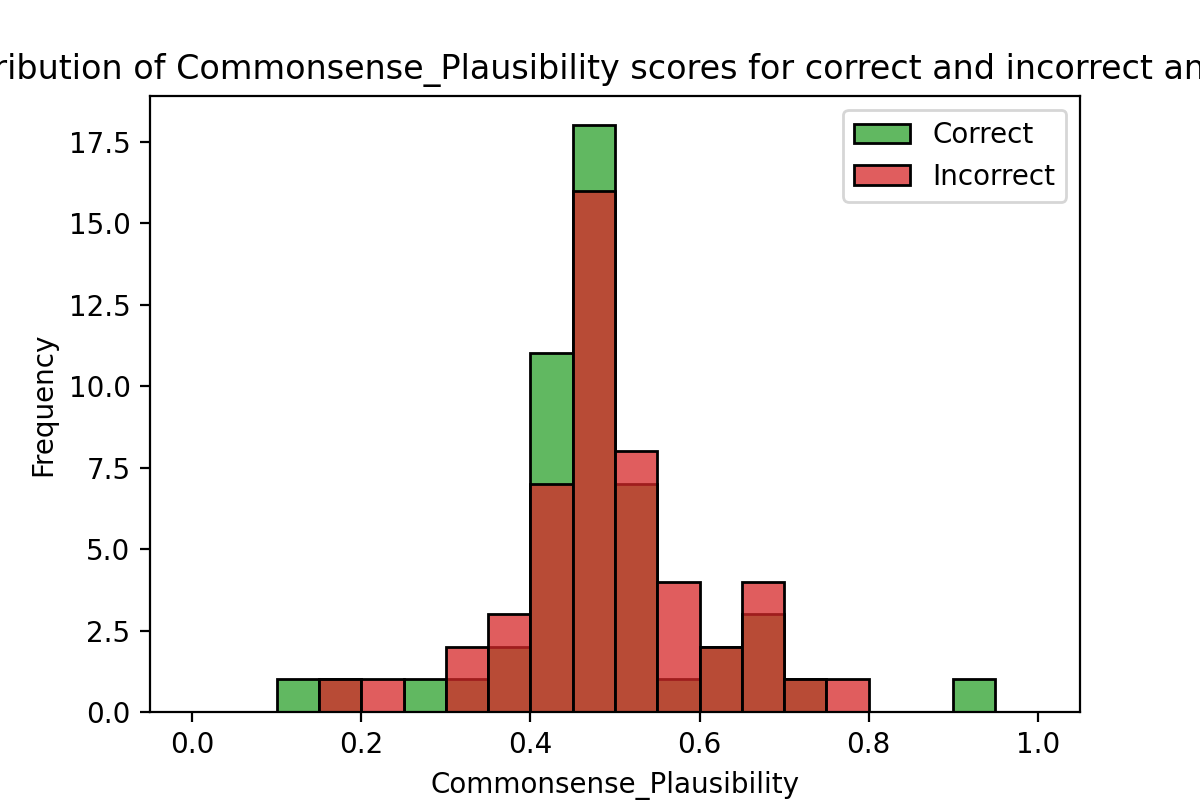 ribution of Commonsense_Plausibility scores for correct and incorrect an
Correct
Incorrect
17.5
15.0
12.5
10.0
7.5
5.0
2.5
0.0
Frequency
0.0 0.2 0.4 0.6 0.8 1.0
Commonsense_Plausibility